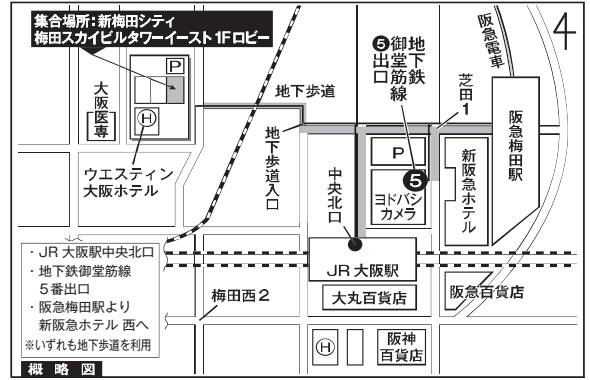 集合場所：新梅田シティ
梅田スカイビルタワーイースト1Fロビー
P
大阪医専
H
ウエスティン
大阪ホテル
地下歩道
地下歩道入口
地下鉄
御堂筋線
❺出口
阪急電車
4
芝田1
阪急梅田駅
P
5
ヨドバシ
カメラ
新阪急ホテル
中央北口
JR 大阪駅
大丸百貨店
阪急百貨店
梅田西2
H
阪神
百貨店
・JR 大阪駅中央北口
・地下鉄御堂筋線
5番出口
・阪急梅田駅より
新阪急ホテル 西へ
※いずれも地下歩道を利用
概略図